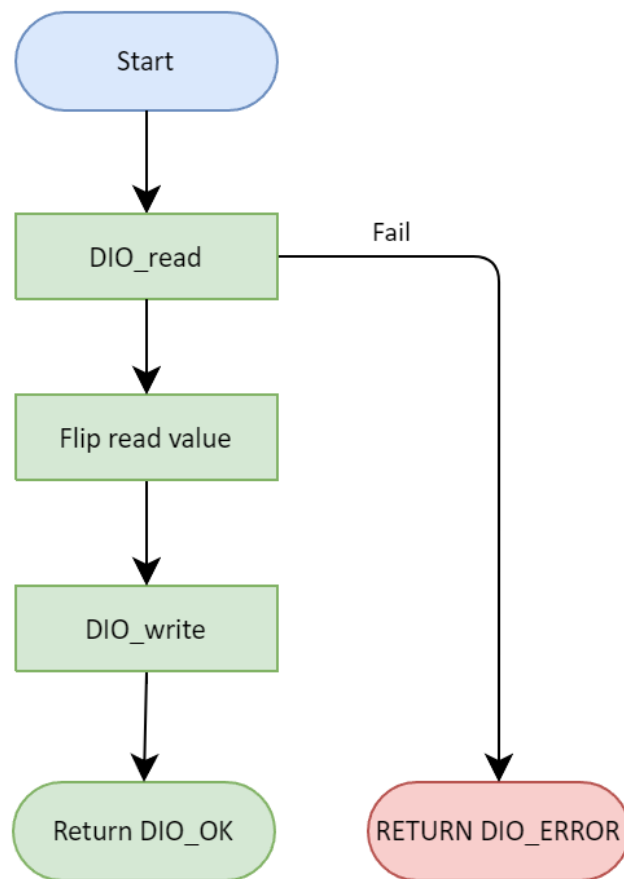 Start
DIO_read
Fail
Flip read value
DIO_write
Return DIO_OK
RETURN DIO_ERROR